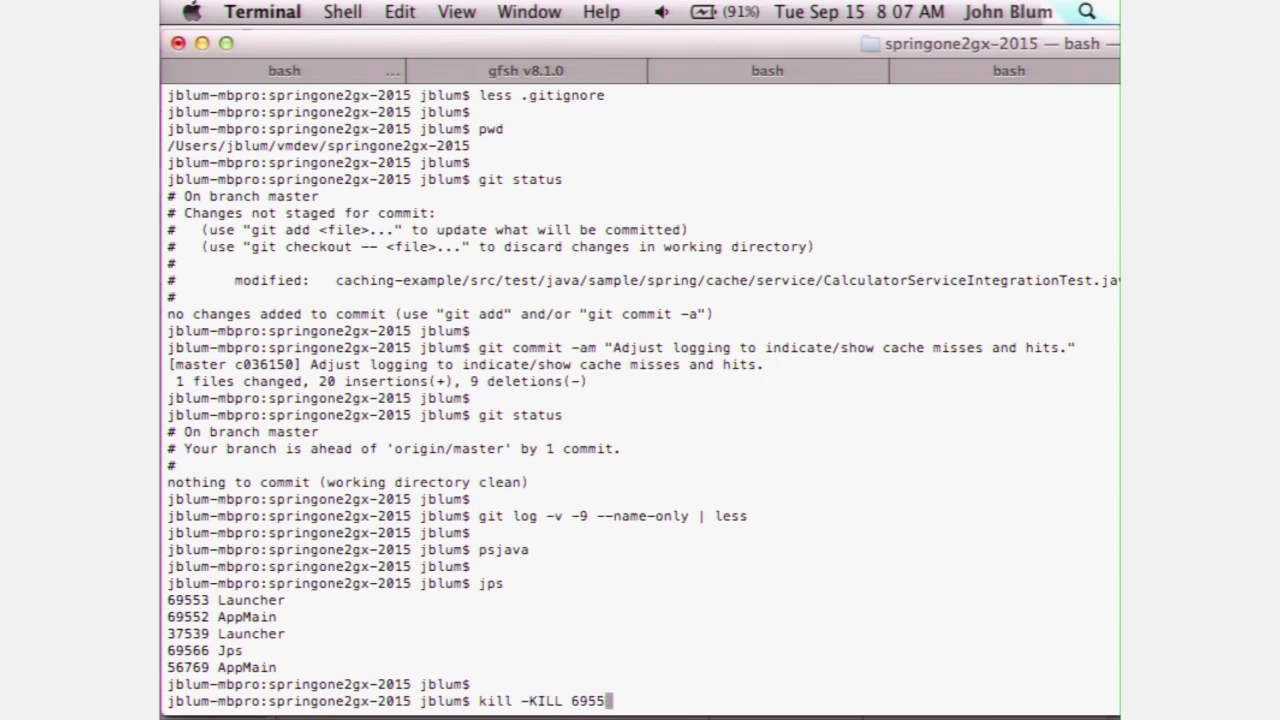 Terminal Shell Edit View Window Help (91%) Tue Sep 15 8:07 AM John Blum
springone2gx-2015 — bash —
bash ... gfsh v8.1.0 bash bash
jblum-mbpro:springone2gx-2015 jblum$ less .gitignore
jblum-mbpro:springone2gx-2015 jblum$
jblum-mbpro:springone2gx-2015 jblum$ pwd
/Users/jblum/vmdev/springone2gx-2015
jblum-mbpro:springone2gx-2015 jblum$
jblum-mbpro:springone2gx-2015 jblum$ git status
# On branch master
# Changes not staged for commit:
#   (use "git add <file>..." to update what will be committed)
#   (use "git checkout -- <file>..." to discard changes in working directory)
#
#       modified:   caching-example/src/test/java/sample/spring/cache/service/CalculatorServiceIntegrationTest.jav
#
no changes added to commit (use "git add" and/or "git commit -a")
jblum-mbpro:springone2gx-2015 jblum$
jblum-mbpro:springone2gx-2015 jblum$ git commit -am "Adjust logging to indicate/show cache misses and hits."
[master c036150] Adjust logging to indicate/show cache misses and hits.
 1 files changed, 20 insertions(+), 9 deletions(-)
jblum-mbpro:springone2gx-2015 jblum$
jblum-mbpro:springone2gx-2015 jblum$ git status
# On branch master
# Your branch is ahead of 'origin/master' by 1 commit.
#
nothing to commit (working directory clean)
jblum-mbpro:springone2gx-2015 jblum$
jblum-mbpro:springone2gx-2015 jblum$ git log -v -9 --name-only | less
jblum-mbpro:springone2gx-2015 jblum$
jblum-mbpro:springone2gx-2015 jblum$ psjava
jblum-mbpro:springone2gx-2015 jblum$
jblum-mbpro:springone2gx-2015 jblum$ jps
69553 Launcher
69552 AppMain
37539 Launcher
69566 Jps
56769 AppMain
jblum-mbpro:springone2gx-2015 jblum$
jblum-mbpro:springone2gx-2015 jblum$ kill -KILL 6955